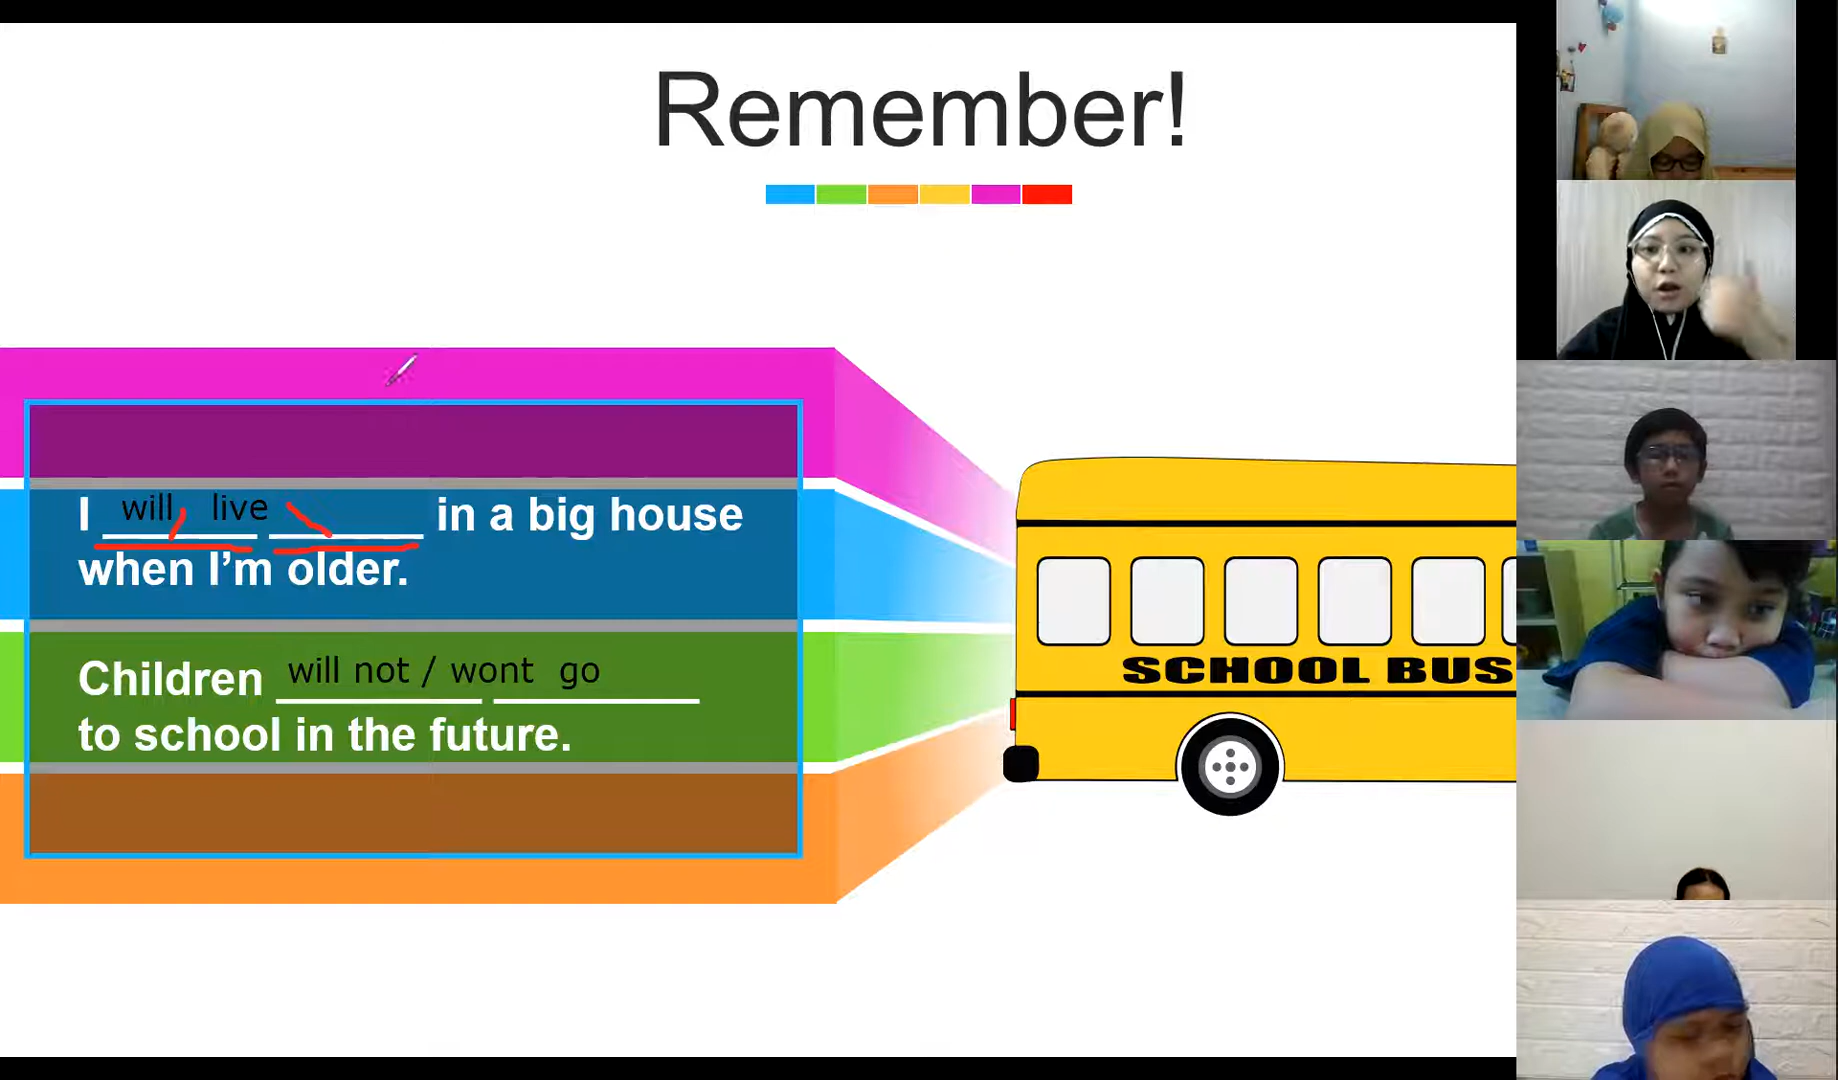 Remember!
I will live in a big house
when I'm older.
Children will not / wont go
to school in the future.
SCHOOL BUS